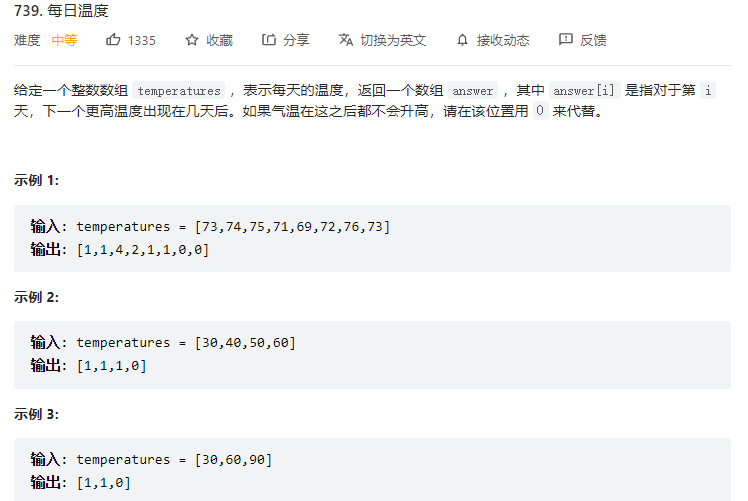 739. 每日温度
难度 中等 1335 收藏 分享 切换为英文 接收动态 反馈
给定一个整数数组 temperatures ，表示每天的温度，返回一个数组 answer ，其中 answer[i] 是指对于第 i
天，下一个更高温度出现在几天后。如果气温在这之后都不会升高，请在该位置用 0 来代替。
示例 1:
输入: temperatures = [73,74,75,71,69,72,76,73]
输出: [1,1,4,2,1,1,0,0]
示例 2:
输入: temperatures = [30,40,50,60]
输出: [1,1,1,0]
示例 3:
输入: temperatures = [30,60,90]
输出: [1,1,0]